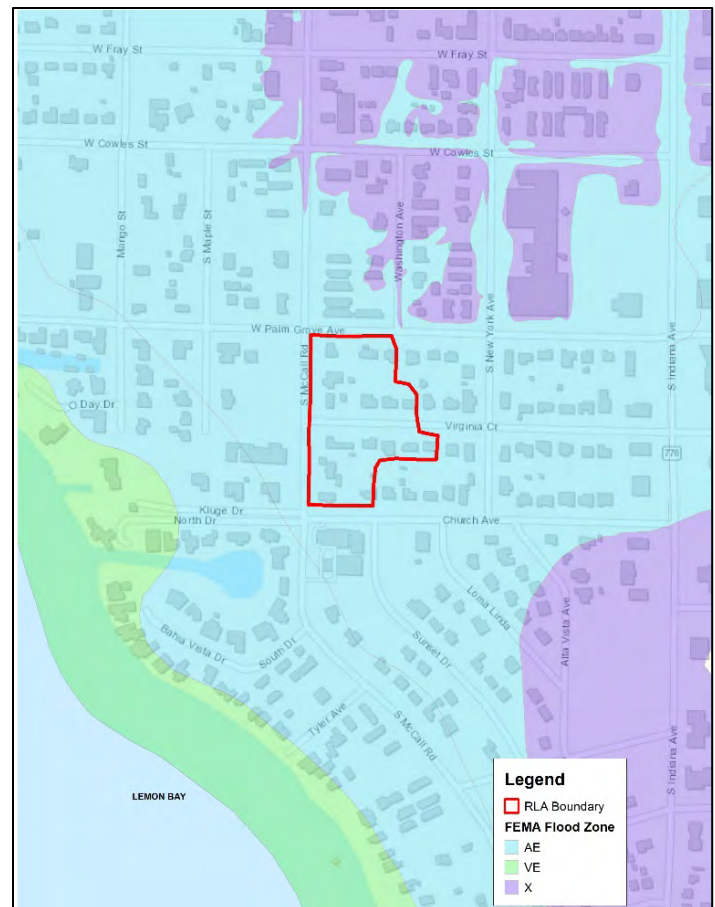 W Fray St
W Fray St
W Cowles St
W Cowles St
Mango St
S Maple St
Washington Ave
S New York Ave
W Palm Grove Ave
S McCall Rd
S Indiana Ave
Day Dr
Virginia Ct
776
Kluge Dr
North Dr
Church Ave
Loma Linda
Alta Vista Ave
Bahia Vista Dr
South Dr
Sunset Dr
Tyler Ave
S McCall Rd
S Indiana Ave
LEMON BAY
Legend
RLA Boundary
FEMA Flood Zone
AE
VE
X